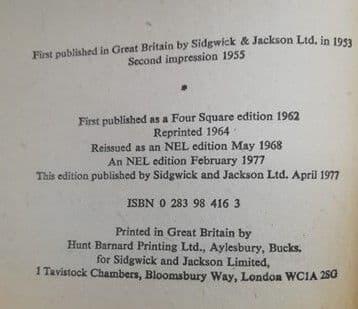 First published in Great Britain by Sidgwick & Jackson Ltd. in 1953
Second impression 1955
First published as a Four Square edition 1962
Reprinted 1964
Reissued as an NEL edition May 1968
An NEL edition February 1977
This edition published by Sidgwick and Jackson Ltd. April 1977
ISBN 0 283 98 416 3
Printed in Great Britain by
Hunt Barnard Printing Ltd., Aylesbury, Bucks.
for Sidgwick and Jackson Limited,
1 Tavistock Chambers, Bloomsbury Way, London WC1A 2SG